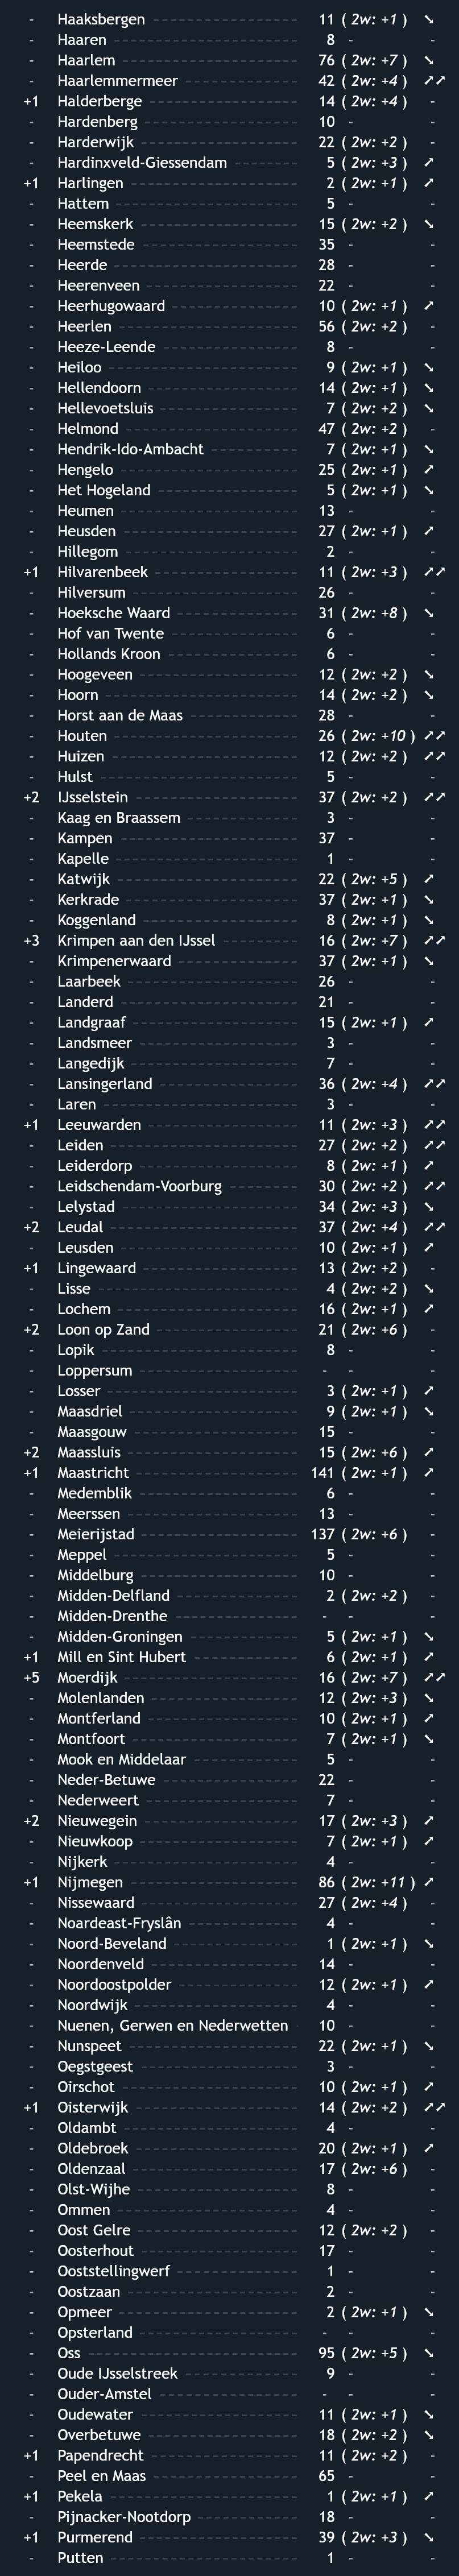 - Haaksbergen 11 ( 2w: +1 ) ↘
- Haaren 8 - -
- Haarlem 76 ( 2w: +7 ) ↘
- Haarlemmermeer 42 ( 2w: +4 ) ↗↗
+1 Halderberge 14 ( 2w: +4 ) -
- Hardenberg 10 - -
- Harderwijk 22 ( 2w: +2 ) -
- Hardinxveld-Giessendam 5 ( 2w: +3 ) ↗
+1 Harlingen 2 ( 2w: +1 ) ↗
- Hattem 5 - -
- Heemskerk 15 ( 2w: +2 ) ↘
- Heemstede 35 - -
- Heerde 28 - -
- Heerenveen 22 - -
- Heerhugowaard 10 ( 2w: +1 ) ↗
- Heerlen 56 ( 2w: +2 ) -
- Heeze-Leende 8 - -
- Heiloo 9 ( 2w: +1 ) ↘
- Hellendoorn 14 ( 2w: +1 ) ↘
- Hellevoetsluis 7 ( 2w: +2 ) ↘
- Helmond 47 ( 2w: +2 ) -
- Hendrik-Ido-Ambacht 7 ( 2w: +1 ) ↘
- Hengelo 25 ( 2w: +1 ) ↗
- Het Hogeland 5 ( 2w: +1 ) ↘
- Heumen 13 - -
- Heusden 27 ( 2w: +1 ) ↗
- Hillegom 2 - -
+1 Hilvarenbeek 11 ( 2w: +3 ) ↗↗
- Hilversum 26 - -
- Hoeksche Waard 31 ( 2w: +8 ) ↘
- Hof van Twente 6 - -
- Hollands Kroon 6 - -
- Hoogeveen 12 ( 2w: +2 ) ↘
- Hoorn 14 ( 2w: +2 ) ↘
- Horst aan de Maas 28 - -
- Houten 26 ( 2w: +10 ) ↗↗
- Huizen 12 ( 2w: +2 ) ↗↗
- Hulst 5 - -
+2 IJsselstein 37 ( 2w: +2 ) ↗↗
- Kaag en Braassem 3 - -
- Kampen 37 - -
- Kapelle 1 - -
- Katwijk 22 ( 2w: +5 ) ↗
- Kerkrade 37 ( 2w: +1 ) ↘
- Koggenland 8 ( 2w: +1 ) ↘
+3 Krimpen aan den IJssel 16 ( 2w: +7 ) ↗↗
- Krimpenerwaard 37 ( 2w: +1 ) ↘
- Laarbeek 26 - -
- Landerd 21 - -
- Landgraaf 15 ( 2w: +1 ) ↗
- Landsmeer 3 - -
- Langedijk 7 - -
- Lansingerland 36 ( 2w: +4 ) ↗↗
- Laren 3 - -
+1 Leeuwarden 11 ( 2w: +3 ) ↗↗
- Leiden 27 ( 2w: +2 ) ↗↗
- Leiderdorp 8 ( 2w: +1 ) ↗
- Leidschendam-Voorburg 30 ( 2w: +2 ) ↗↗
- Lelystad 34 ( 2w: +3 ) ↘
+2 Leudal 37 ( 2w: +4 ) ↗↗
- Leusden 10 ( 2w: +1 ) ↗
+1 Lingewaard 13 ( 2w: +2 ) -
- Lisse 4 ( 2w: +2 ) ↘
- Lochem 16 ( 2w: +1 ) ↗
+2 Loon op Zand 21 ( 2w: +6 ) -
- Lopik 8 - -
- Loppersum - - -
- Losser 3 ( 2w: +1 ) ↗
- Maasdriel 9 ( 2w: +1 ) ↘
- Maasgouw 15 - -
+2 Maassluis 15 ( 2w: +6 ) ↗
+1 Maastricht 141 ( 2w: +1 ) ↗
- Medemblik 6 - -
- Meerssen 13 - -
- Meierijstad 137 ( 2w: +6 ) -
- Meppel 5 - -
- Middelburg 10 - -
- Midden-Delfland 2 ( 2w: +2 ) -
- Midden-Drenthe - - -
- Midden-Groningen 5 ( 2w: +1 ) ↘
+1 Mill en Sint Hubert 6 ( 2w: +1 ) ↗
+5 Moerdijk 16 ( 2w: +7 ) ↗↗
- Molenlanden 12 ( 2w: +3 ) ↘
- Montferland 10 ( 2w: +1 ) ↗
- Montfoort 7 ( 2w: +1 ) ↘
- Mook en Middelaar 5 - -
- Neder-Betuwe 22 - -
- Nederweert 7 - -
+2 Nieuwegein 17 ( 2w: +3 ) ↗
- Nieuwkoop 7 ( 2w: +1 ) ↗
- Nijkerk 4 - -
+1 Nijmegen 86 ( 2w: +11 ) ↗
- Nissewaard 27 ( 2w: +4 ) -
- Noardeast-Fryslân 4 - -
- Noord-Beveland 1 ( 2w: +1 ) ↘
- Noordenveld 14 - -
- Noordoostpolder 12 ( 2w: +1 ) ↗
- Noordwijk 4 - -
- Nuenen, Gerwen en Nederwetten 10 - -
- Nunspeet 22 ( 2w: +1 ) ↘
- Oegstgeest 3 - -
- Oirschot 10 ( 2w: +1 ) ↗
+1 Oisterwijk 14 ( 2w: +2 ) ↗↗
- Oldambt 4 - -
- Oldebroek 20 ( 2w: +1 ) ↗
- Oldenzaal 17 ( 2w: +6 ) -
- Olst-Wijhe 8 - -
- Ommen 4 - -
- Oost Gelre 12 ( 2w: +2 ) -
- Oosterhout 17 - -
- Ooststellingwerf 1 - -
- Oostzaan 2 - -
- Opmeer 2 ( 2w: +1 ) ↘
- Opsterland - - -
- Oss 95 ( 2w: +5 ) ↘
- Oude IJsselstreek 9 - -
- Ouder-Amstel - - -
- Oudewater 11 ( 2w: +1 ) ↘
- Overbetuwe 18 ( 2w: +2 ) ↘
+1 Papendrecht 11 ( 2w: +2 ) -
- Peel en Maas 65 - -
+1 Pekela 1 ( 2w: +1 ) ↗
- Pijnacker-Nootdorp 18 - -
+1 Purmerend 39 ( 2w: +3 ) ↘
- Putten 1 - -